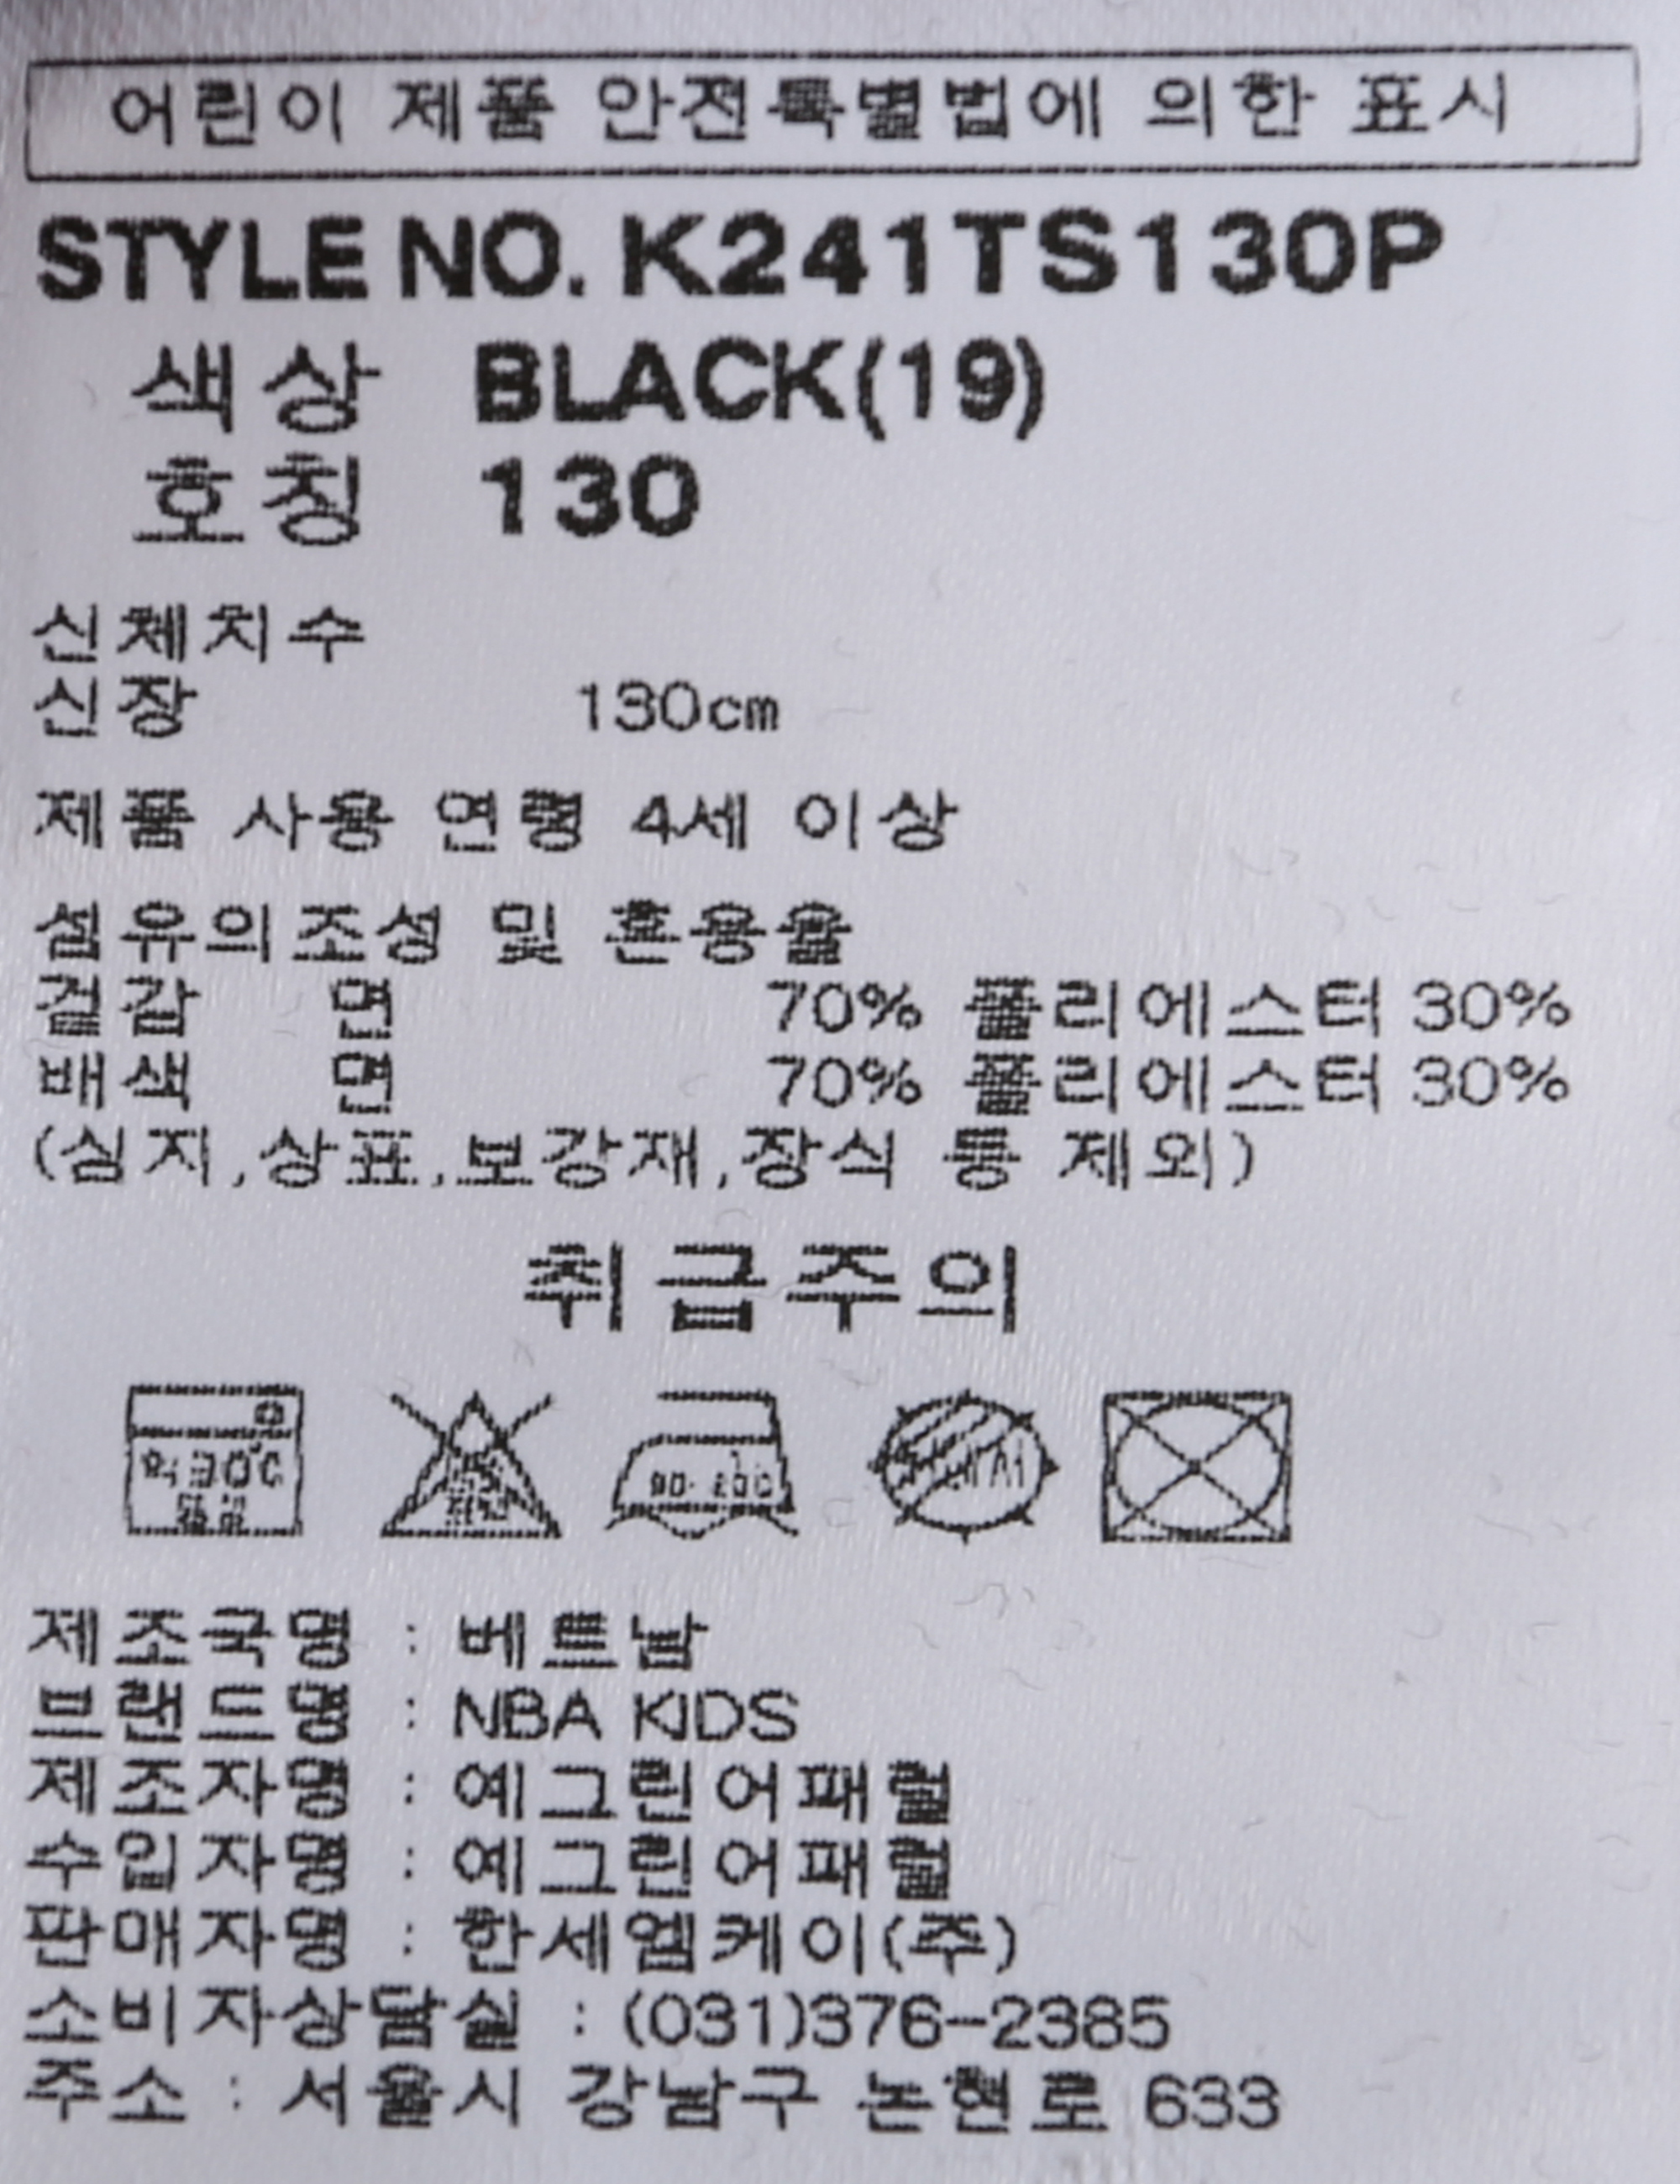 어린이 제품 안전특별법에 의한 표시
STYLE NO. K241TS130P
색상 BLACK(19)
호칭 130
신체치수
신장 130cm
제품 사용 연령 4세 이상
섬유의조성 및 혼용율
겉감 면 70% 폴리에스터 30%
배색 면 70% 폴리에스터 30%
(심지,상표,보강재,장식 등 제외)
취급주의
약30℃
제조국명 : 베트남
브랜드명 : NBA KIDS
제조자명 : 예그린어패럴
수입자명 : 예그린어패럴
판매자명 : 한세엠케이(주)
소비자상담실 : (031)376-2385
주소 : 서울시 강남구 논현로 633